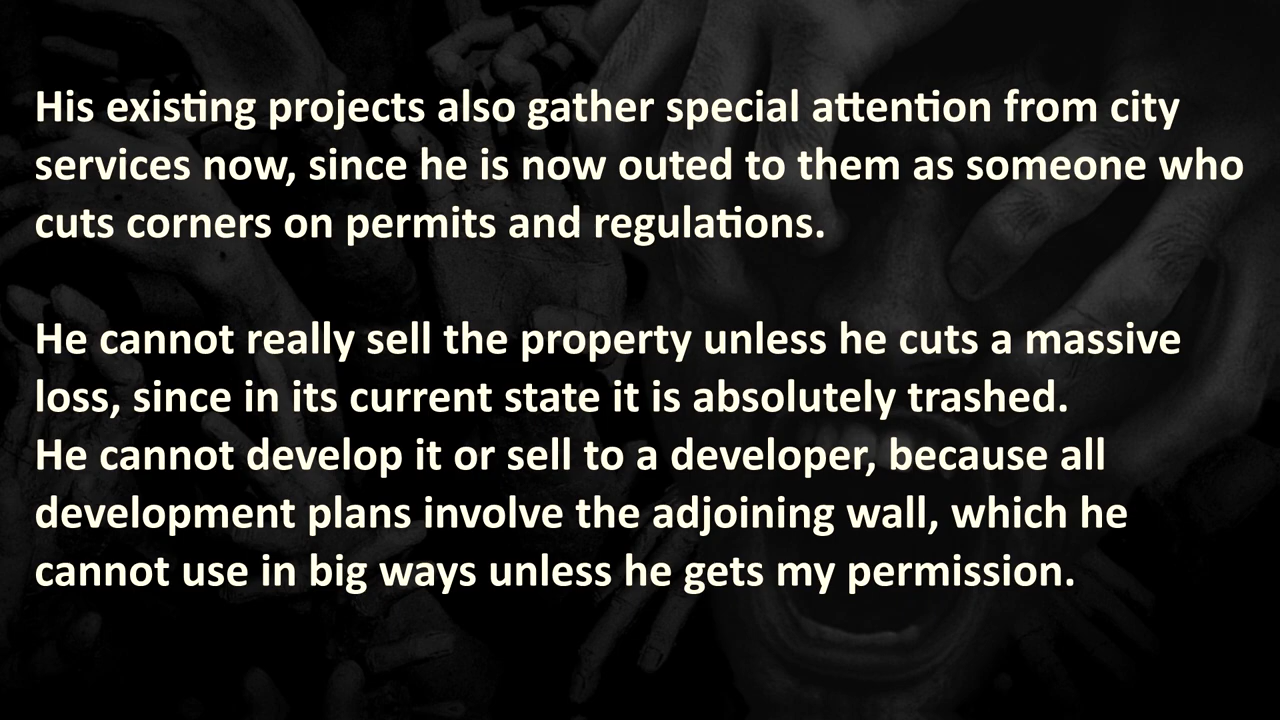 His existing projects also gather special attention from city
services now, since he is now outed to them as someone who
cuts corners on permits and regulations.
He cannot really sell the property unless he cuts a massive
loss, since in its current state it is absolutely trashed.
He cannot develop it or sell to a developer, because all
development plans involve the adjoining wall, which he
cannot use in big ways unless he gets my permission.